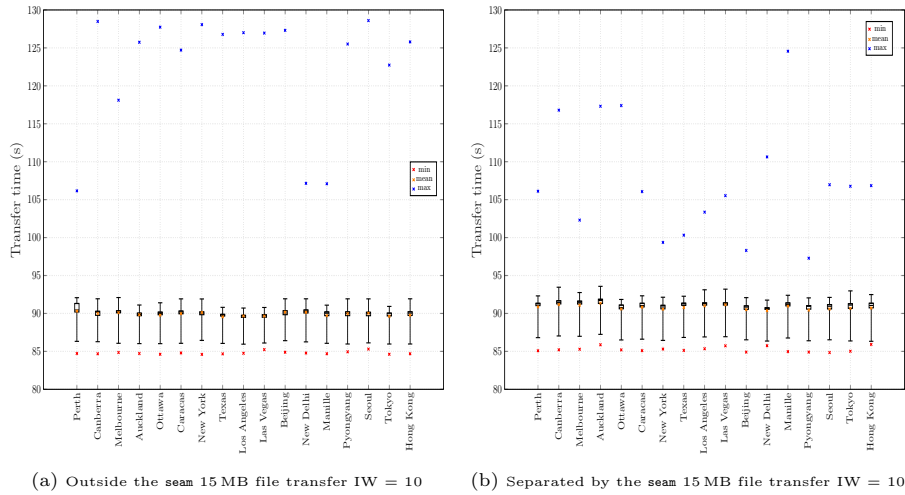 130
125
120
115
110
105
100
95
90
85
80
Transfer time (s)
min
mean
max
Perth
Canberra
Melbourne
Auckland
Ottawa
Caracas
New York
Texas
Los Angeles
Las Vegas
Beijing
New Delhi
Manille
Pyongyang
Seoul
Tokyo
Hong Kong
(a) Outside the seam 15 MB file transfer IW = 10
130
125
120
115
110
105
100
95
90
85
80
Transfer time (s)
min
mean
max
Perth
Canberra
Melbourne
Auckland
Ottawa
Caracas
New York
Texas
Los Angeles
Las Vegas
Beijing
New Delhi
Manille
Pyongyang
Seoul
Tokyo
Hong Kong
(b) Separated by the seam 15 MB file transfer IW = 10